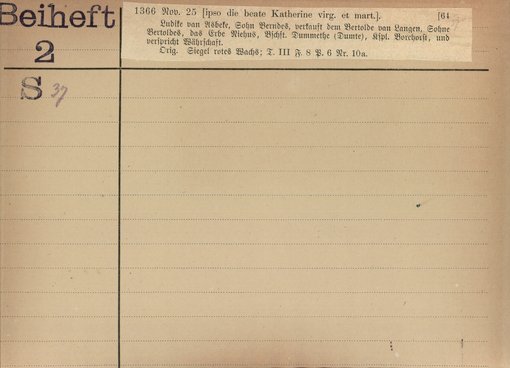 Beiheft
2
S 37
1366 Nov. 25 [ipso die beate Katherine virg. et mart.]. [64
Ludike van Asbeke, Sohn Berndes, verkauft dem Bertolde van Langen, Sohne
Bertoldes, das Erbe Niehus, Bschft. Dummethe (Dumte), Kspl. Borchorst, und
verspricht Währschaft.
Orig. Siegel rotes Wachs; T. III F. 8 P. 6 Nr. 10a.